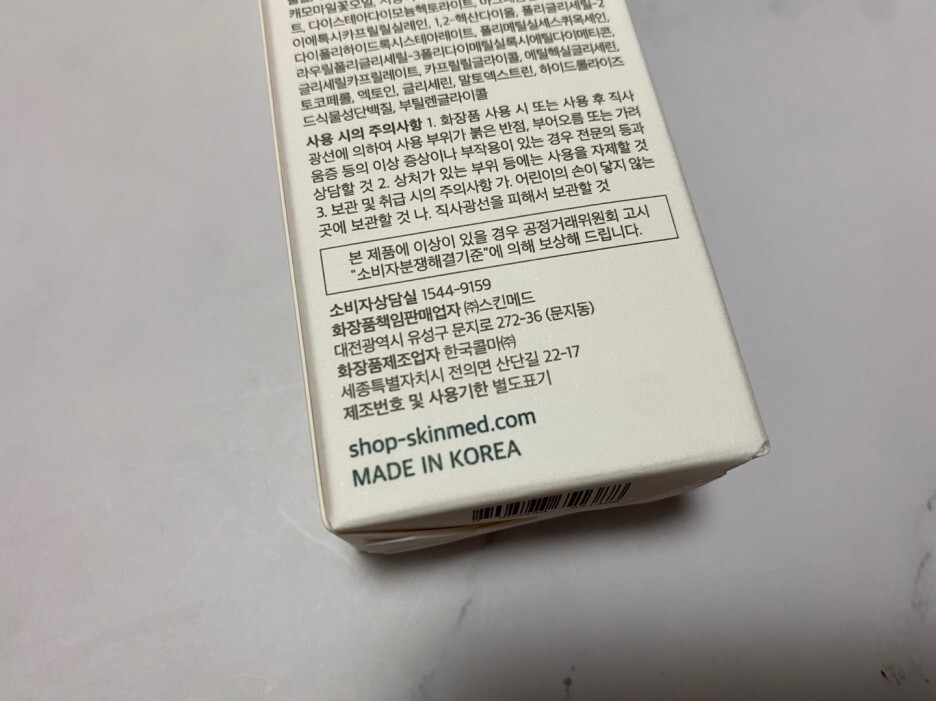 캐모마일꽃오일,
트, 다이스테아다이모늄헥토라이트,
이에톡시카프릴릴실레인, 1,2-헥산다이올, 폴리글리세릴-2
다이폴리하이드록시스테아레이트, 폴리메틸실세스퀴옥세인,
라우릴폴리글리세릴-3폴리다이메틸실록시에틸다이메티콘,
글리세릴카프릴레이트, 카프릴릴글라이콜, 에틸헥실글리세린,
토코페롤, 엑토인, 글리세린, 말토덱스트린, 하이드롤라이즈
드식물성단백질, 부틸렌글라이콜
사용 시의 주의사항 1. 화장품 사용 시 또는 사용 후 직사
광선에 의하여 사용 부위가 붉은 반점, 부어오름 또는 가려
움증 등의 이상 증상이나 부작용이 있는 경우 전문의 등과
상담할 것 2. 상처가 있는 부위 등에는 사용을 자제할 것
3. 보관 및 취급 시의 주의사항 가. 어린이의 손이 닿지 않는
곳에 보관할 것 나. 직사광선을 피해서 보관할 것
본 제품에 이상이 있을 경우 공정거래위원회 고시
"소비자분쟁해결기준"에 의해 보상해 드립니다.
소비자상담실 1544-9159
화장품책임판매업자 ㈜스킨메드
대전광역시 유성구 문지로 272-36 (문지동)
화장품제조업자 한국콜마㈜
세종특별자치시 전의면 산단길 22-17
제조번호 및 사용기한 별도표기
shop-skinmed.com
MADE IN KOREA